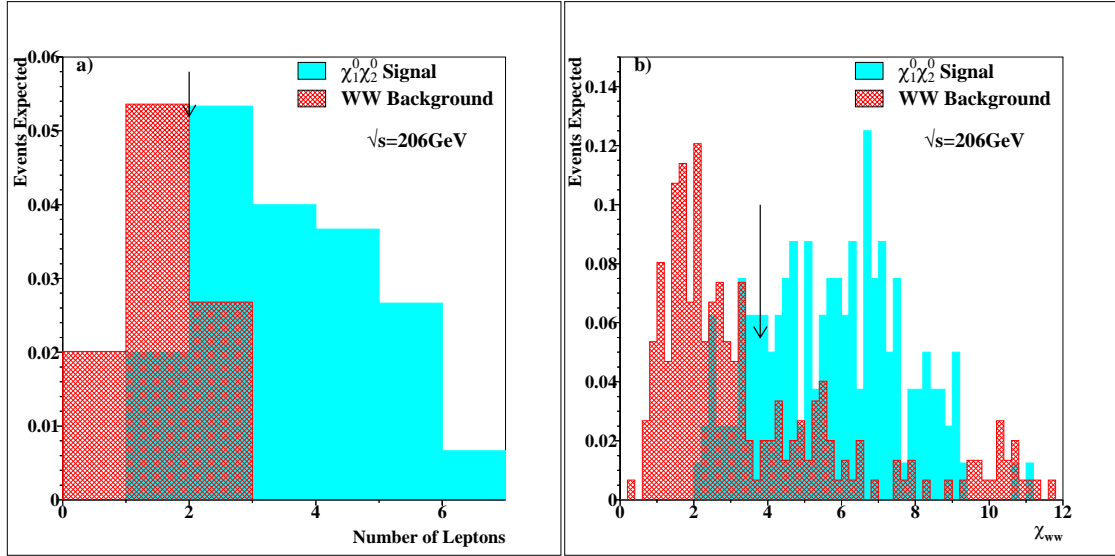 a)
χ₁⁰χ₂⁰ Signal
WW Background
√s=206GeV
Events Expected
0.06
0.05
0.04
0.03
0.02
0.01
0
0 2 4 6
Number of Leptons
b)
χ₁⁰χ₂⁰ Signal
WW Background
√s=206GeV
Events Expected
0.14
0.12
0.1
0.08
0.06
0.04
0.02
0
0 2 4 6 8 10 12
χww